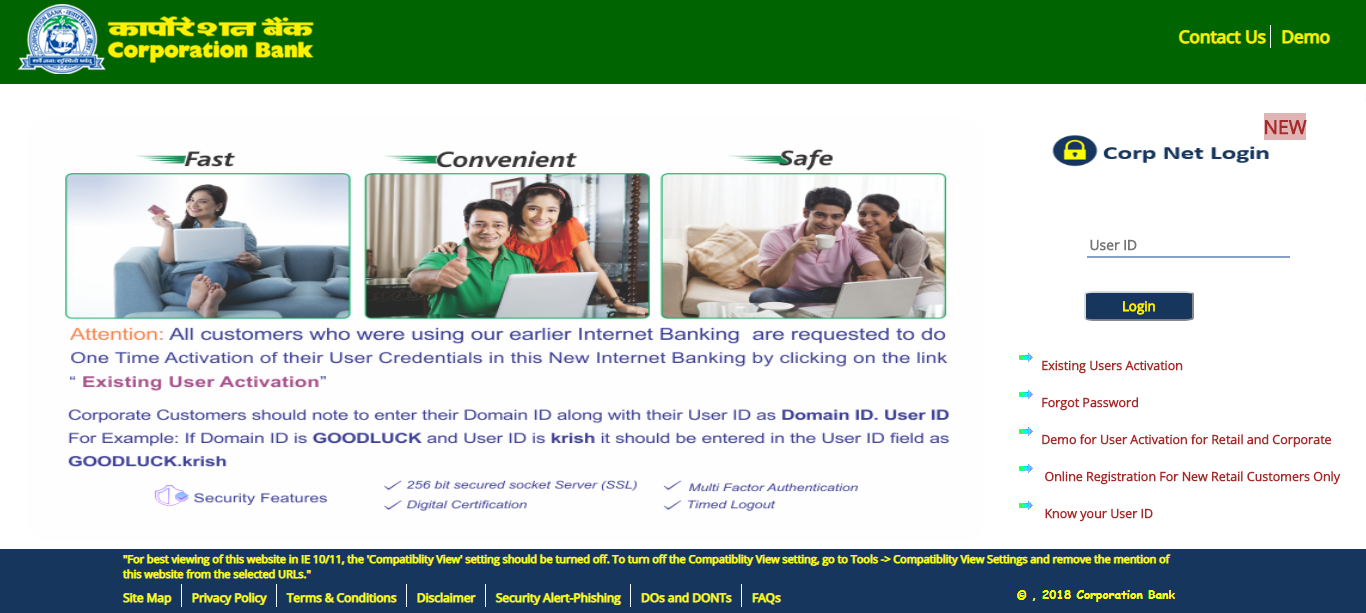 कार्पोरेशन बैंक
Corporation Bank
Contact Us
Demo
NEW
Corp Net Login
Fast
Convenient
Safe
User ID
Login
Attention: All customers who were using our earlier Internet Banking are requested to do
One Time Activation of their User Credentials in this New Internet Banking by clicking on the link
“ Existing User Activation”
Corporate Customers should note to enter their Domain ID along with their User ID as Domain ID. User ID
For Example: If Domain ID is GOODLUCK and User ID is krish it should be entered in the User ID field as
GOODLUCK.krish
Security Features
256 bit secured socket Server (SSL)
Multi Factor Authentication
Digital Certification
Timed Logout
Existing Users Activation
Forgot Password
Demo for User Activation for Retail and Corporate
Online Registration For New Retail Customers Only
Know your User ID
"For best viewing of this website in IE 10/11, the 'Compatiblity View' setting should be turned off. To turn off the Compatiblity View setting, go to Tools -> Compatiblity View Settings and remove the mention of
this website from the selected URLs."
Site Map
Privacy Policy
Terms & Conditions
Disclaimer
Security Alert-Phishing
DOs and DONTs
FAQs
© , 2018 Corporation Bank